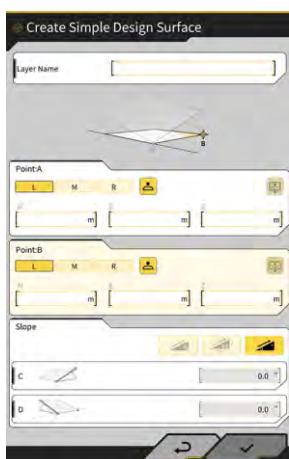 Create Simple Design Surface
Layer Name [ ]
B
Point:A
L M R
N E Z
[ m] [ m] [ m]
Point:B
L M R
N E Z
[ m] [ m] [ m]
Slope
C [ 0.0 °]
D [ 0.0 °]